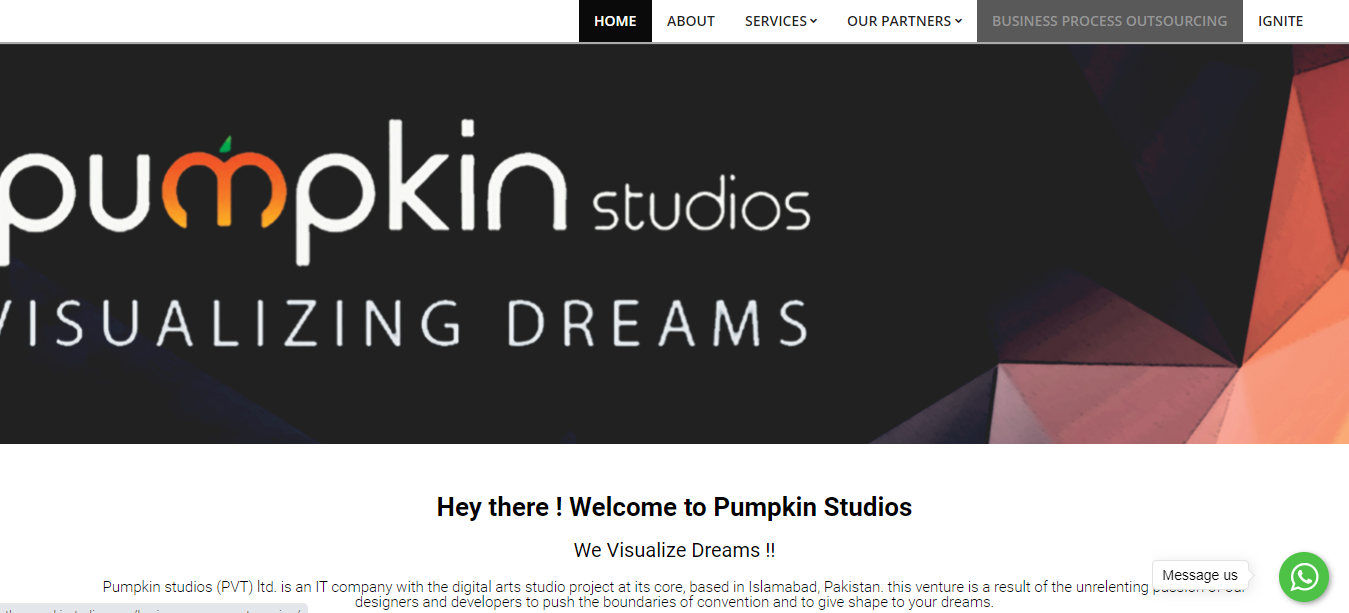 HOME ABOUT SERVICES OUR PARTNERS BUSINESS PROCESS OUTSOURCING IGNITE
pumpkin studios
VISUALIZING DREAMS
Hey there ! Welcome to Pumpkin Studios
We Visualize Dreams !!
Message us
Pumpkin studios (PVT) ltd. is an IT company with the digital arts studio project at its core, based in Islamabad, Pakistan. this venture is a result of the unrelenting passion of our
designers and developers to push the boundaries of convention and to give shape to your dreams.